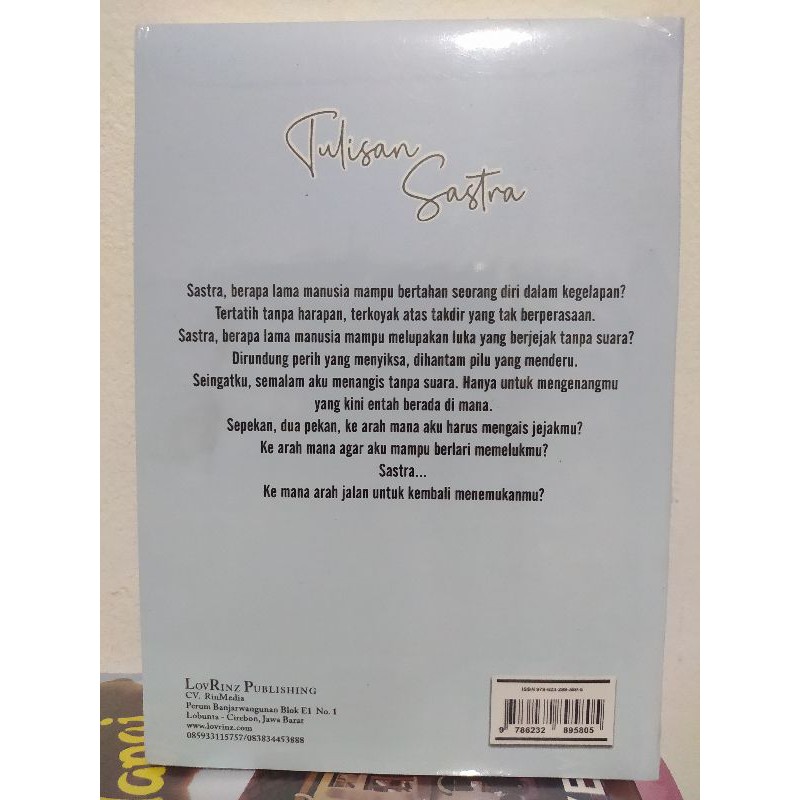 Tulisan
Sastra
Sastra, berapa lama manusia mampu bertahan seorang diri dalam kegelapan?
Tertatih tanpa harapan, terkoyak atas takdir yang tak berperasaan.
Sastra, berapa lama manusia mampu melupakan luka yang berjejak tanpa suara?
Dirundung perih yang menyiksa, dihantam pilu yang menderu.
Seingatku, semalam aku menangis tanpa suara. Hanya untuk mengenangmu
yang kini entah berada di mana.
Sepekan, dua pekan, ke arah mana aku harus mengais jejakmu?
Ke arah mana agar aku mampu berlari memelukmu?
Sastra...
Ke mana arah jalan untuk kembali menemukanmu?
LovRinz Publishing
CV. RinMedia
Perum Banjarwangunan Blok E1 No. 1
Lobunta - Cirebon, Jawa Barat
www.lovrinz.com
085933115757/083834453888
9 786232 895805